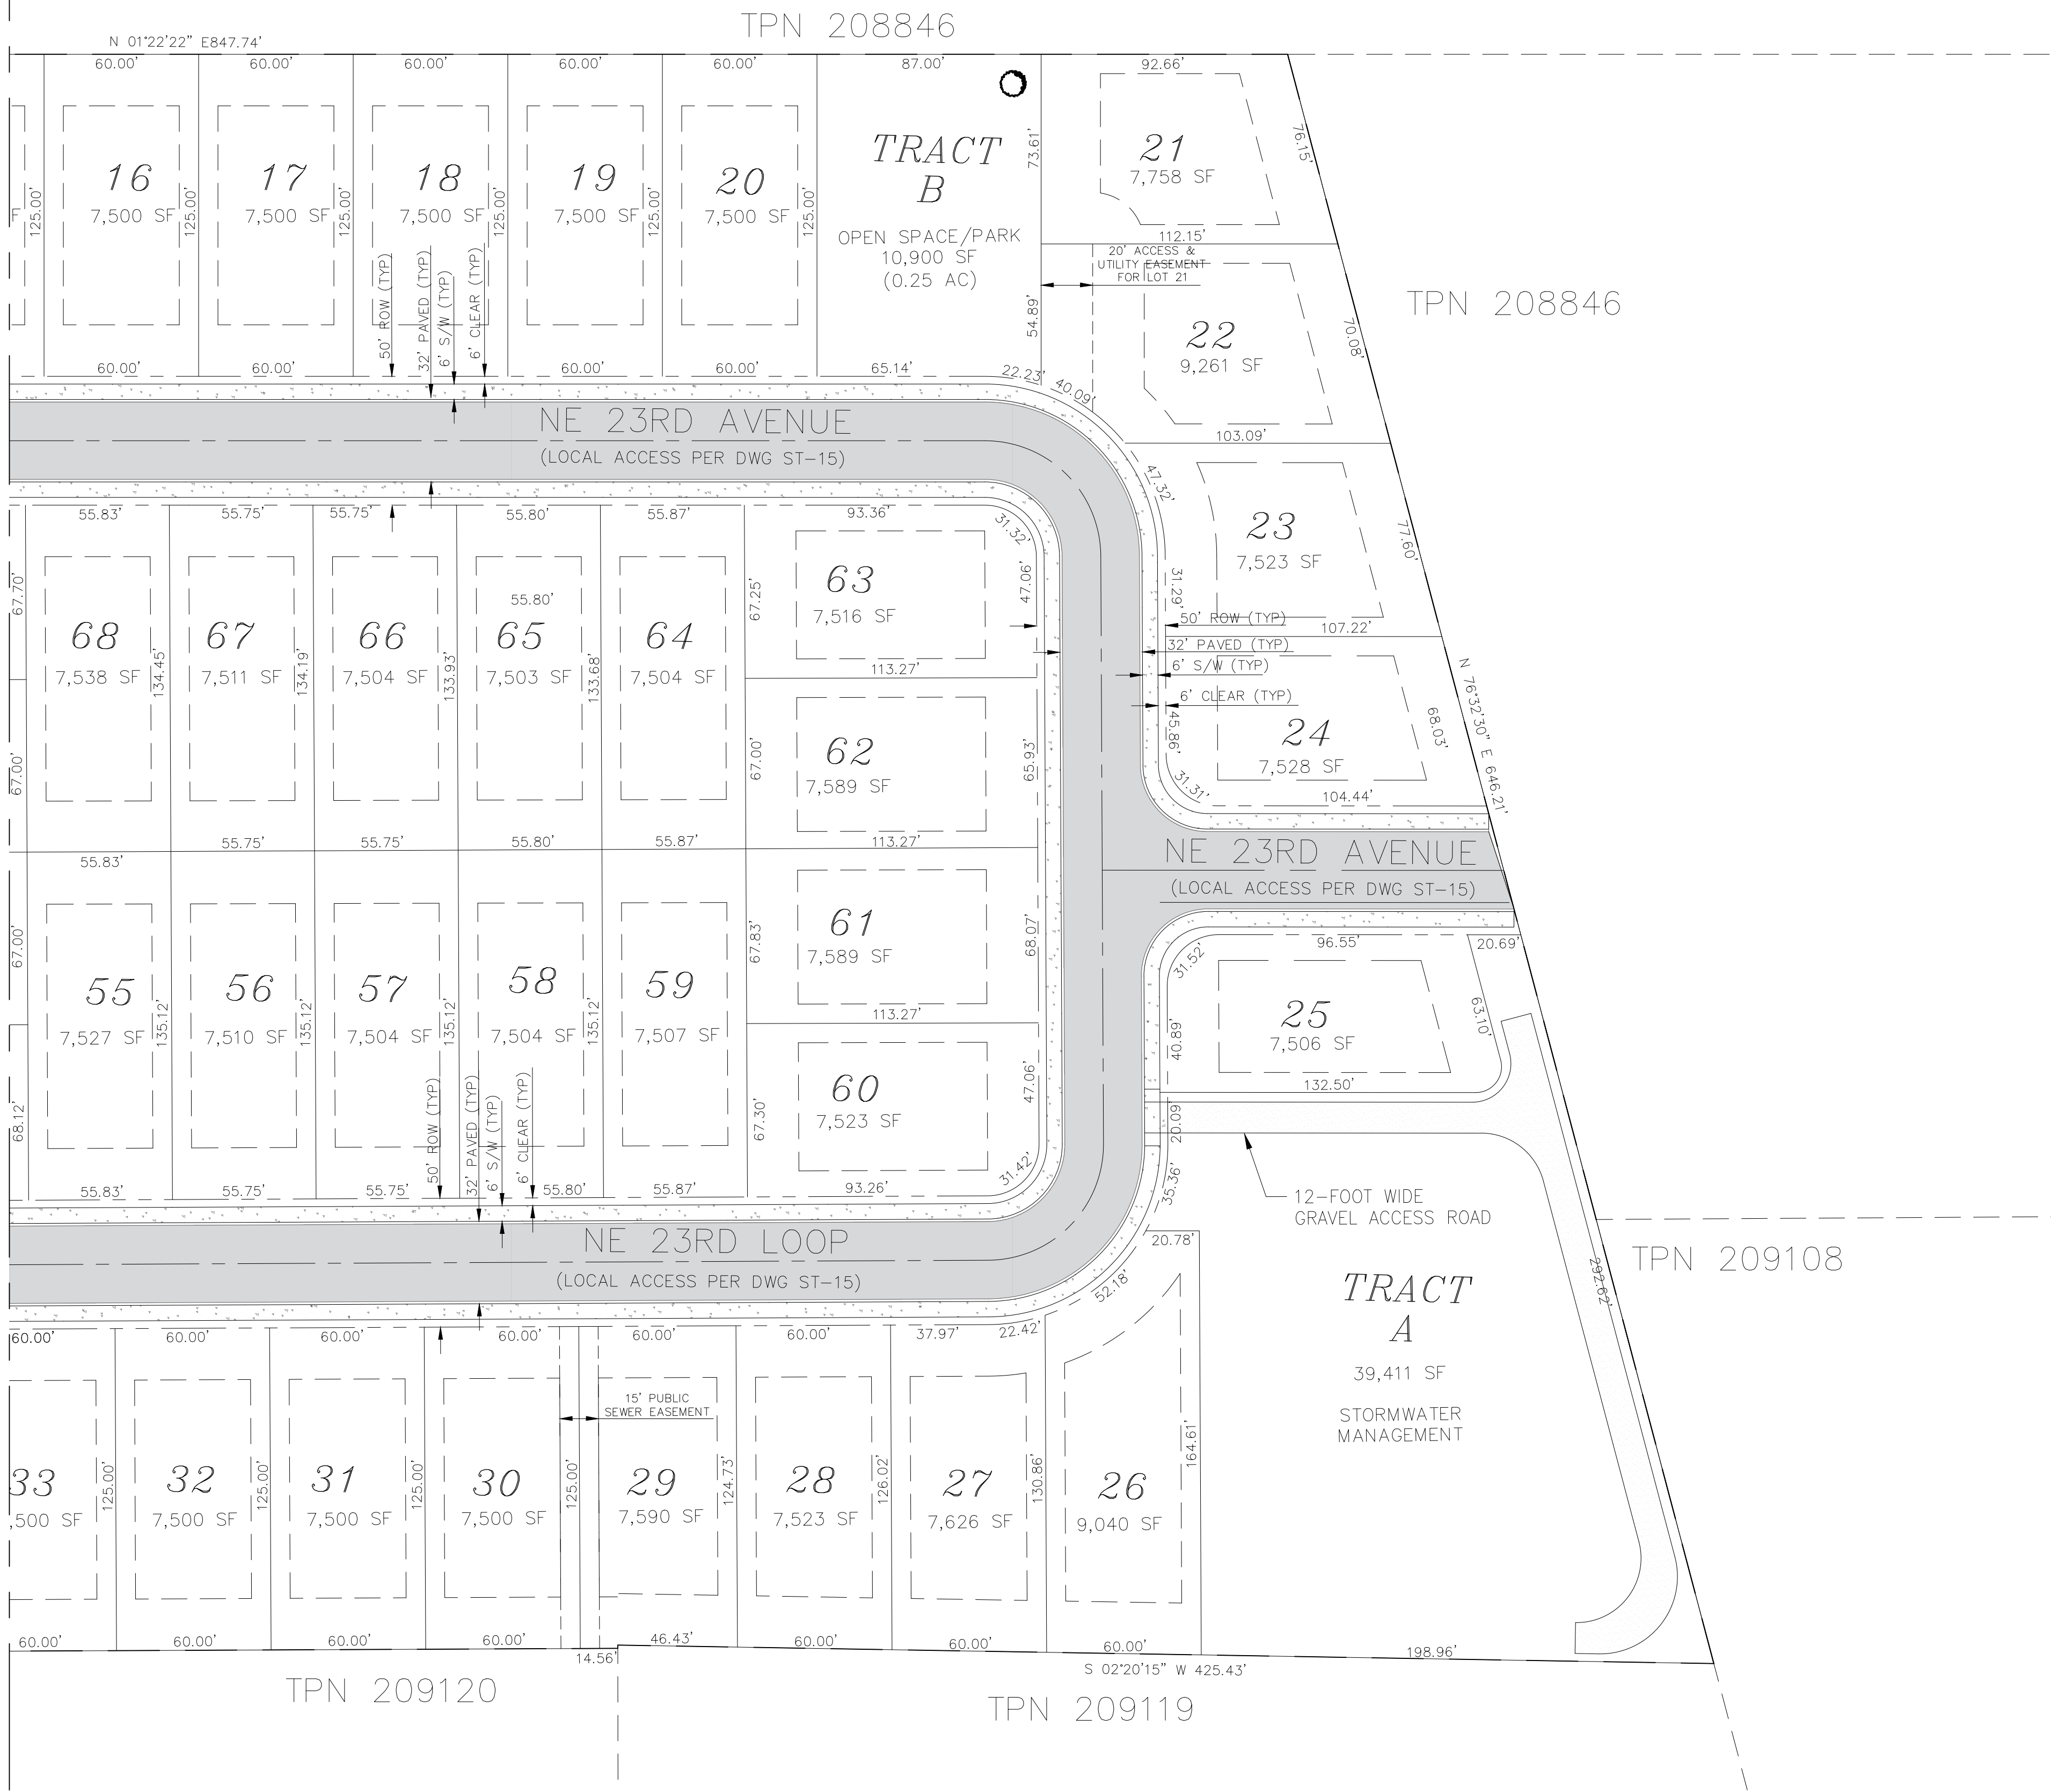 TPN 208846
N 01°22'22" E847.74'
60.00'
60.00'
60.00'
60.00'
60.00'
87.00'
92.66'
16
7,500 SF
125.00'
17
7,500 SF
125.00'
18
7,500 SF
125.00'
19
7,500 SF
125.00'
20
7,500 SF
125.00'
F
125.00'
TRACT
B
OPEN SPACE/PARK
10,900 SF
(0.25 AC)
73.61'
54.89'
21
7,758 SF
76.15'
112.15'
20' ACCESS &
UTILITY EASEMENT
FOR LOT 21
22
9,261 SF
70.08'
103.09'
TPN 208846
50' ROW (TYP)
32' PAVED (TYP)
6' S/W (TYP)
6' CLEAR (TYP)
60.00'
60.00'
60.00'
60.00'
65.14'
22.23'
40.09'
47.32'
NE 23RD AVENUE
(LOCAL ACCESS PER DWG ST-15)
55.83'
55.75'
55.75'
55.80'
55.87'
93.36'
31.32'
23
7,523 SF
77.60'
31.29'
107.22'
67.70'
68
7,538 SF
134.45'
67
7,511 SF
134.19'
66
7,504 SF
133.93'
55.80'
65
7,503 SF
133.68'
64
7,504 SF
67.25'
63
7,516 SF
47.06'
113.27'
50' ROW (TYP)
32' PAVED (TYP)
6' S/W (TYP)
6' CLEAR (TYP)
N 76°32'30" E 646.21'
24
7,528 SF
68.03'
45.86'
31.31'
104.44'
67.00'
67.00'
62
7,589 SF
65.93'
113.27'
55.83'
55.75'
55.75'
55.80'
55.87'
NE 23RD AVENUE
(LOCAL ACCESS PER DWG ST-15)
67.00'
67.83'
61
7,589 SF
68.07'
113.27'
96.55'
20.69'
31.52'
25
7,506 SF
63.10'
40.89'
132.50'
55
7,527 SF
135.12'
56
7,510 SF
135.12'
57
7,504 SF
135.12'
58
7,504 SF
135.12'
59
7,507 SF
60
7,523 SF
47.06'
67.30'
68.12'
20.09'
35.36'
50' ROW (TYP)
32' PAVED (TYP)
6' S/W (TYP)
6' CLEAR (TYP)
55.83'
55.75'
55.75'
55.80'
55.87'
93.26'
31.42'
12-FOOT WIDE
GRAVEL ACCESS ROAD
NE 23RD LOOP
(LOCAL ACCESS PER DWG ST-15)
20.78'
52.18'
TPN 209108
292.62'
TRACT
A
39,411 SF
STORMWATER
MANAGEMENT
60.00'
60.00'
60.00'
60.00'
60.00'
60.00'
37.97'
22.42'
15' PUBLIC
SEWER EASEMENT
33
,500 SF
125.00'
32
7,500 SF
125.00'
31
7,500 SF
125.00'
30
7,500 SF
125.00'
29
7,590 SF
124.73'
28
7,523 SF
126.02'
27
7,626 SF
130.86'
26
9,040 SF
164.61'
60.00'
60.00'
60.00'
60.00'
14.56'
46.43'
60.00'
60.00'
60.00'
198.96'
S 02°20'15" W 425.43'
TPN 209120
TPN 209119